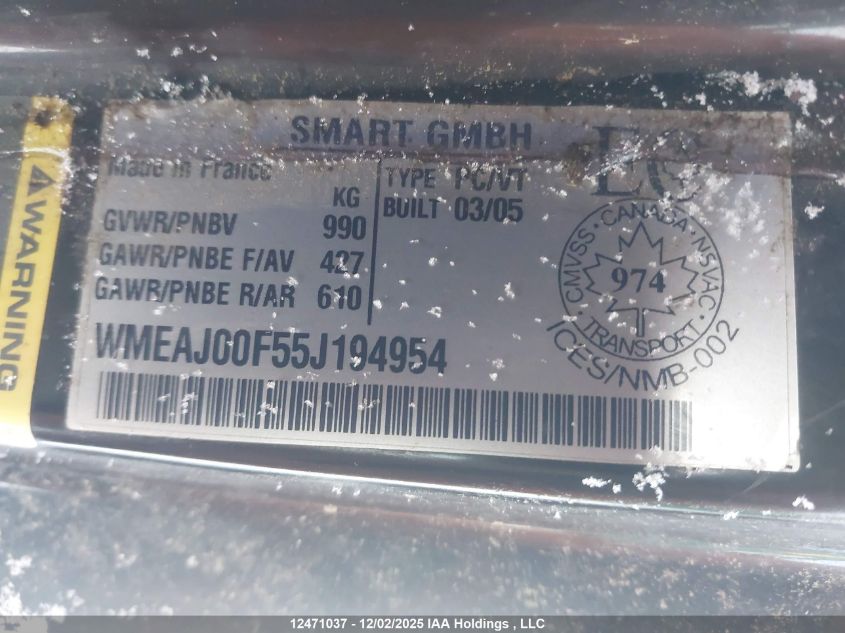 SMART GMBH
Made in France
TYPE PC/VT
BUILT 03/05
KG
GVWR/PNBV 990
GAWR/PNBE F/AV 427
GAWR/PNBE R/AR 610
WMEAJ00F55J194954
CMVSS · CANADA · NSVAC
974
TRANSPORT
ICES/NMB-002
WARNING
12471037 - 12/02/2025 IAA Holdings , LLC